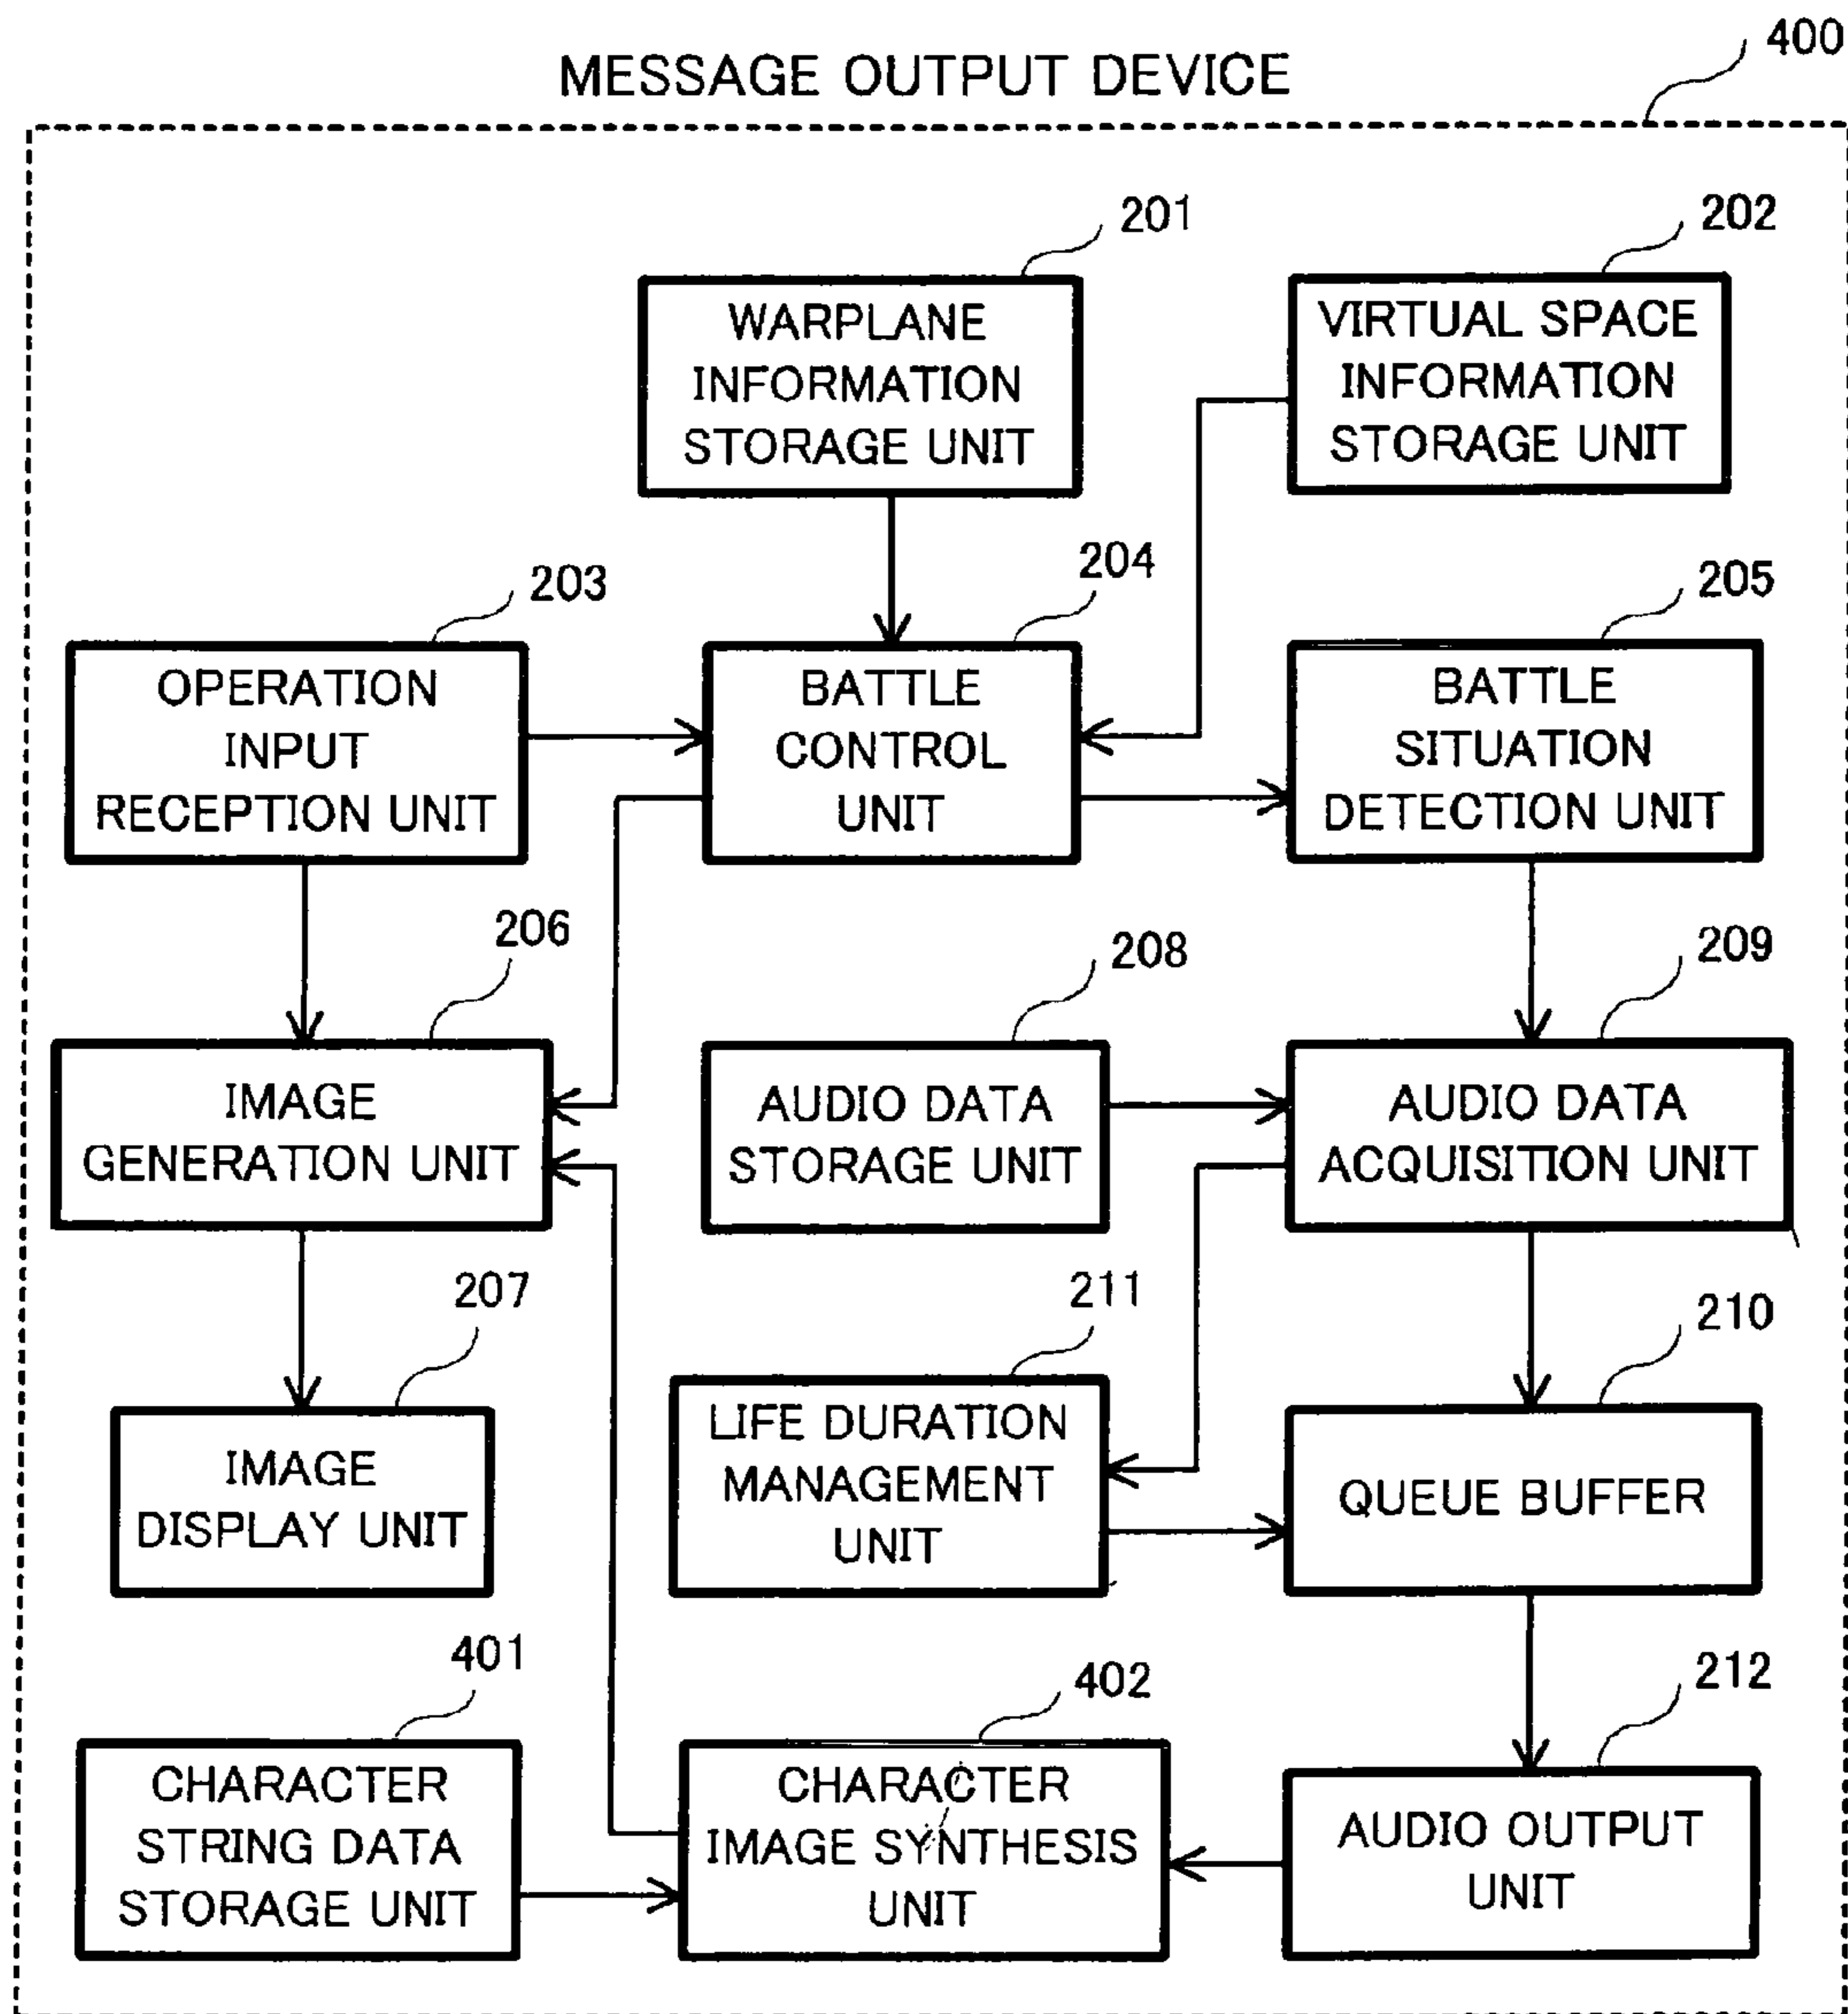 400
MESSAGE OUTPUT DEVICE
201
202
WARPLANE
INFORMATION
STORAGE UNIT
VIRTUAL SPACE
INFORMATION
STORAGE UNIT
203
204
205
OPERATION
INPUT
RECEPTION UNIT
BATTLE
CONTROL
UNIT
BATTLE
SITUATION
DETECTION UNIT
206
208
209
IMAGE
GENERATION UNIT
AUDIO DATA
STORAGE UNIT
AUDIO DATA
ACQUISITION UNIT
207
211
210
IMAGE
DISPLAY UNIT
LIFE DURATION
MANAGEMENT
UNIT
QUEUE BUFFER
401
402
212
CHARACTER
STRING DATA
STORAGE UNIT
CHARACTER
IMAGE SYNTHESIS
UNIT
AUDIO OUTPUT
UNIT